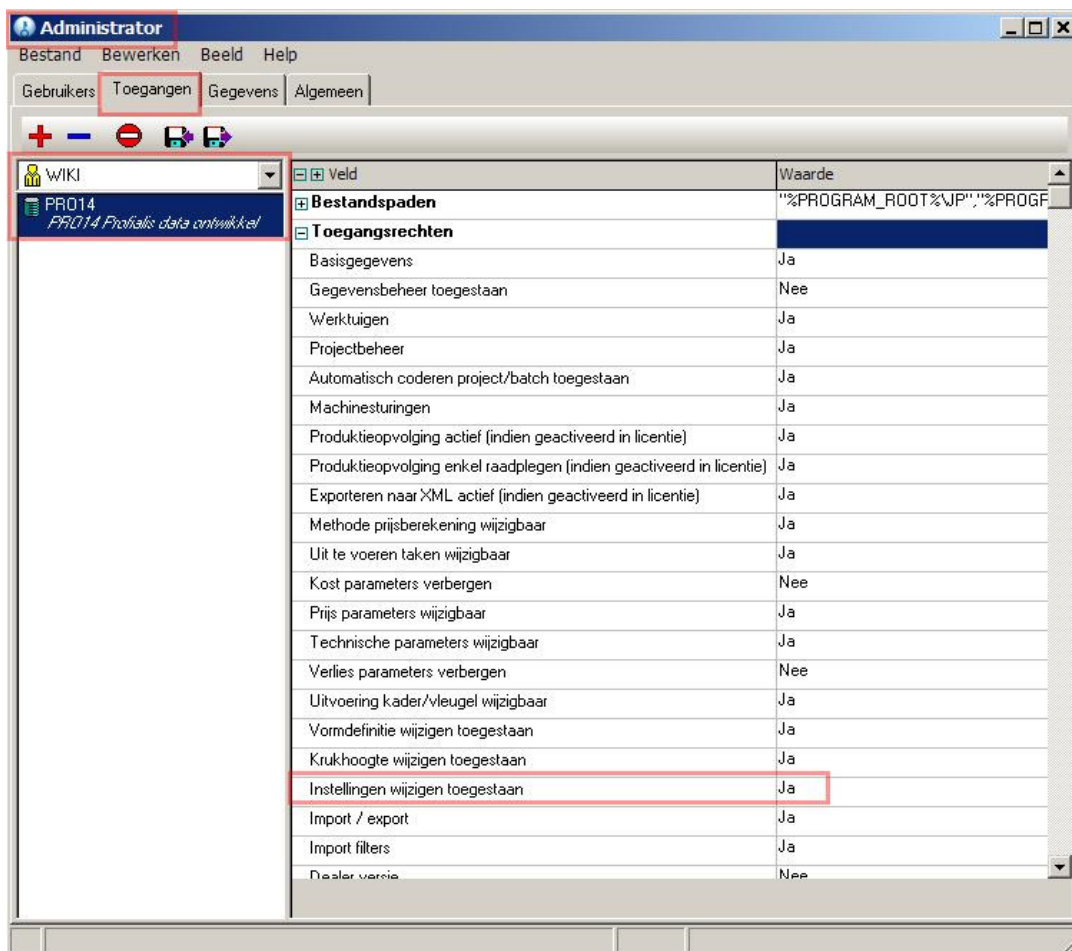 Administrator
Bestand Bewerken Beeld Help
Gebruikers Toegangen Gegevens Algemeen
WIKI
PRO14
PRO14 Profialis data ontwikkel
Veld Waarde
Bestandspaden "%PROGRAM_ROOT%\JP","%PROGF
Toegangsrechten
Basisgegevens Ja
Gegevensbeheer toegestaan Nee
Werktuigen Ja
Projectbeheer Ja
Automatisch coderen project/batch toegestaan Ja
Machinesturingen Ja
Produktieopvolging actief (indien geactiveerd in licentie) Ja
Produktieopvolging enkel raadplegen (indien geactiveerd in licentie) Ja
Exporteren naar XML actief (indien geactiveerd in licentie) Ja
Methode prijsberekening wijzigbaar Ja
Uit te voeren taken wijzigbaar Ja
Kost parameters verbergen Nee
Prijs parameters wijzigbaar Ja
Technische parameters wijzigbaar Ja
Verlies parameters verbergen Nee
Uitvoering kader/vleugel wijzigbaar Ja
Vormdefinitie wijzigen toegestaan Ja
Krukhoogte wijzigen toegestaan Ja
Instellingen wijzigen toegestaan Ja
Import / export Ja
Import filters Ja
Dealer versie Nee